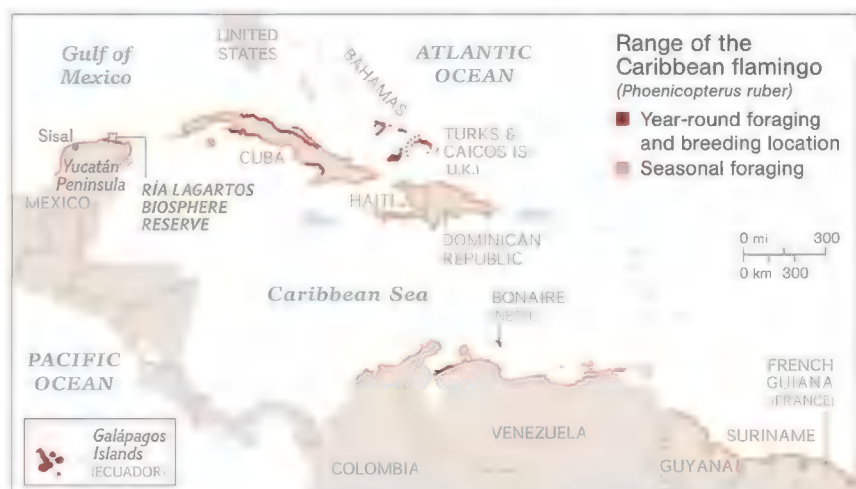 Gulf of
Mexico
UNITED
STATES
BAHAMAS
ATLANTIC
OCEAN
Range of the
Caribbean flamingo
(Phoenicopterus ruber)
Year-round foraging
and breeding location
Seasonal foraging
Sisal
Yucatán
Peninsula
MEXICO
RÍA LAGARTOS
BIOSPHERE
RESERVE
CUBA
TURKS &
CAICOS IS.
(U.K.)
HAITI
DOMINICAN
REPUBLIC
0 mi 300
0 km 300
Caribbean Sea
BONAIRE
PACIFIC
OCEAN
FRENCH
GUIANA
(FRANCE)
Galápagos
Islands
(ECUADOR)
COLOMBIA
VENEZUELA
GUYANA
SURINAME